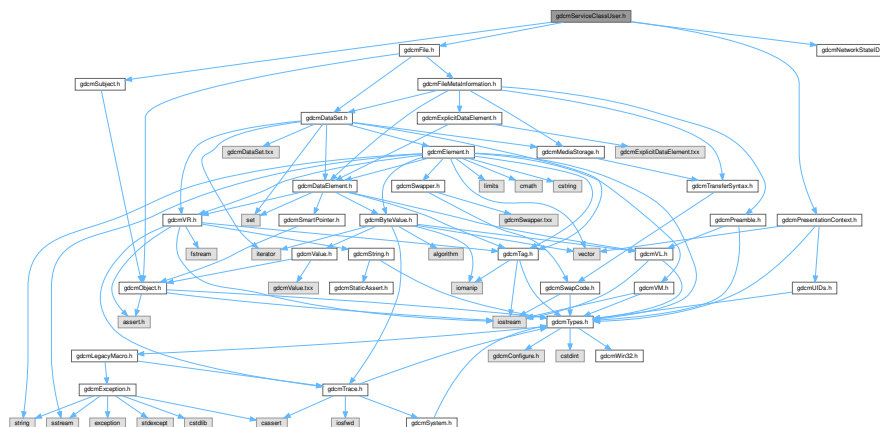 gdcmServiceClassUser.h
gdcmFile.h
gdcmNetworkStateID
gdcmSubject.h
gdcmFileMetaInformation.h
gdcmDataSet.h
gdcmExplicitDataElement.h
gdcmDataSet.txx
gdcmElement.h
gdcmMediaStorage.h
gdcmExplicitDataElement.txx
set
gdcmDataElement.h
gdcmSwapper.h
limits
cmath
cstring
gdcmTransferSyntax.h
gdcmVR.h
gdcmSmartPointer.h
gdcmByteValue.h
gdcmSwapper.txx
gdcmPreamble.h
gdcmPresentationContext.h
fstream
iterator
gdcmValue.h
gdcmString.h
algorithm
gdcmTag.h
vector
gdcmVL.h
gdcmObject.h
gdcmValue.txx
gdcmStaticAssert.h
iomanip
gdcmSwapCode.h
gdcmVM.h
gdcmUIDs.h
assert.h
iostream
gdcmTypes.h
gdcmLegacyMacro.h
gdcmConfigure.h
cstdint
gdcmWin32.h
gdcmException.h
gdcmTrace.h
string
sstream
exception
stdexcept
cstdlib
cassert
iosfwd
gdcmSystem.h